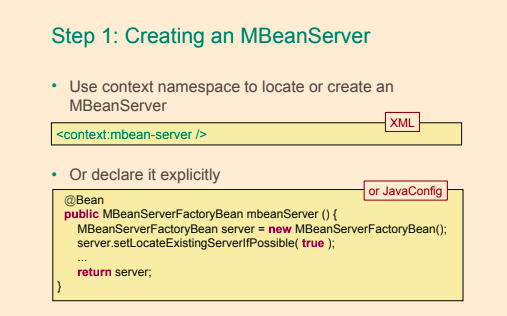 Step 1: Creating an MBeanServer
• Use context namespace to locate or create an
MBeanServer
XML
<context:mbean-server />
• Or declare it explicitly
or JavaConfig
@Bean
public MBeanServerFactoryBean mbeanServer () {
MBeanServerFactoryBean server = new MBeanServerFactoryBean();
server.setLocateExistingServerIfPossible( true );
...
return server;
}